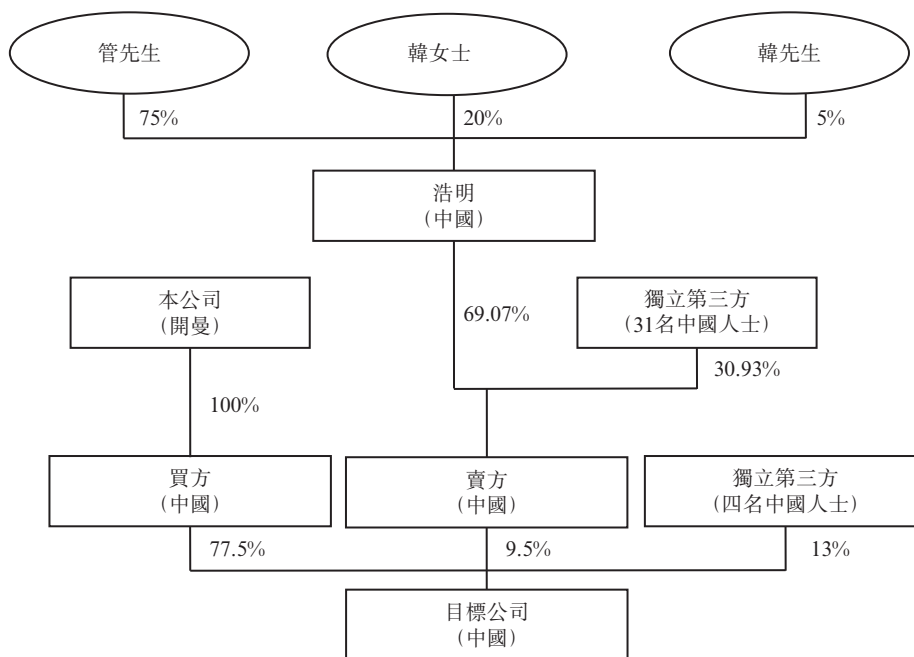 管先生
韓女士
韓先生
75%
20%
5%
浩明
(中國)
本公司
(開曼)
69.07%
獨立第三方
(31名中國人士)
30.93%
100%
買方
(中國)
賣方
(中國)
獨立第三方
(四名中國人士)
77.5%
9.5%
13%
目標公司
(中國)